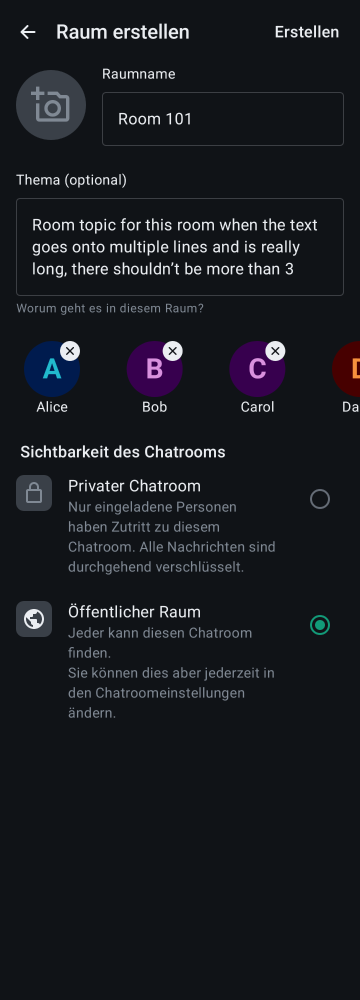 Raum erstellen
Erstellen
Raumname
Room 101
Thema (optional)
Room topic for this room when the text
goes onto multiple lines and is really
long, there shouldn’t be more than 3
Worum geht es in diesem Raum?
A
B
C
D
Alice
Bob
Carol
Da
Sichtbarkeit des Chatrooms
Privater Chatroom
Nur eingeladene Personen
haben Zutritt zu diesem
Chatroom. Alle Nachrichten sind
durchgehend verschlüsselt.
Öffentlicher Raum
Jeder kann diesen Chatroom
finden.
Sie können dies aber jederzeit in
den Chatroomeinstellungen
ändern.